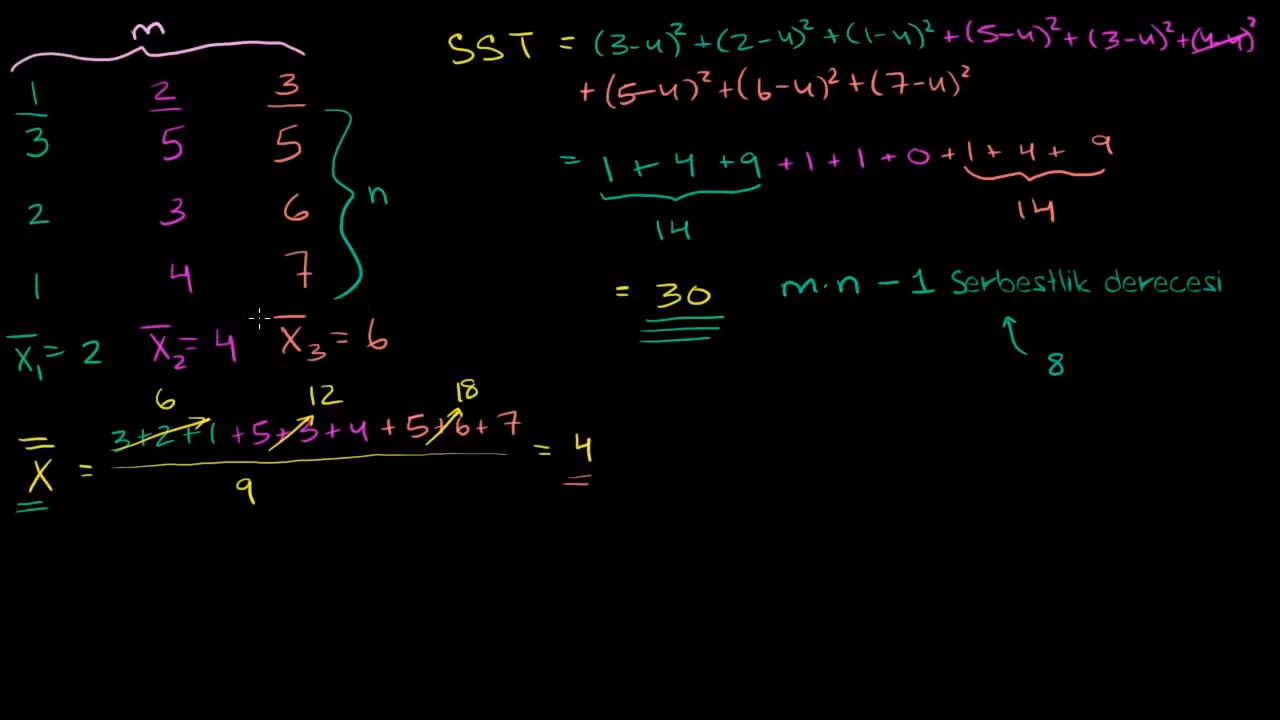 m
1 2 3
3 5 5
2 3 6
1 4 7
n
x̄₁ = 2 x̄₂ = 4 x̄₃ = 6
6 12 18
3+2+1 +5+3+4 +5+6+7
x̿ = = 4
9
SST = (3-4)² + (2-4)² + (1-4)² + (5-4)² + (3-4)² + (4-4)²
+ (5-4)² + (6-4)² + (7-4)²
= 1 + 4 + 9 + 1 + 1 + 0 + 1 + 4 + 9
14 14
= 30 m·n - 1 Serbestlik derecesi
8